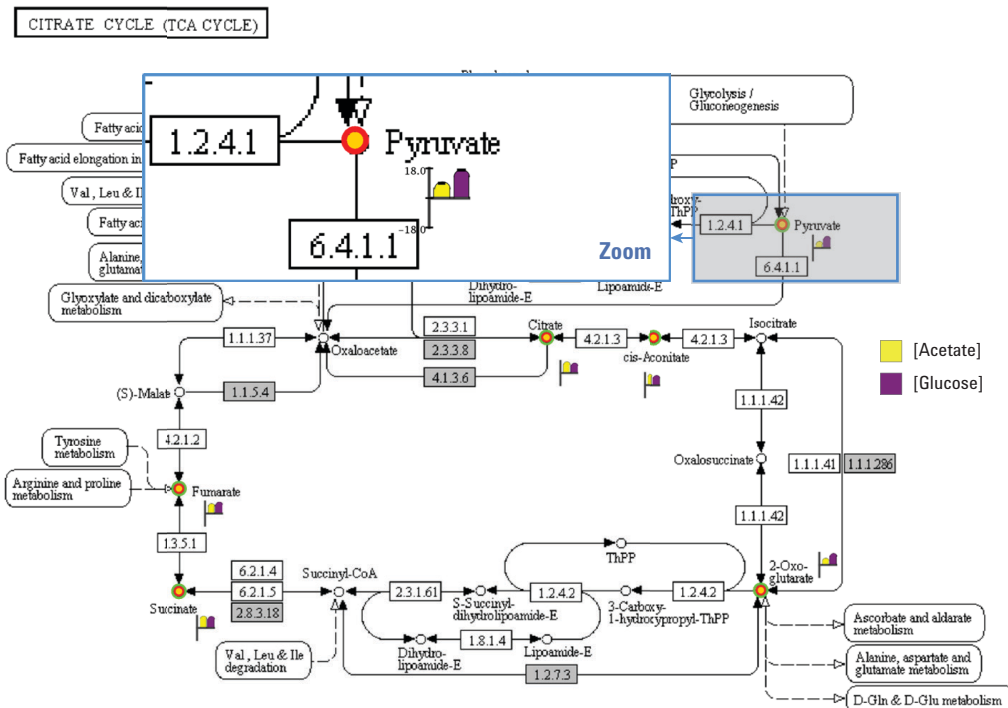 CITRATE CYCLE (TCA CYCLE)
Glycolysis /
Gluconeogenesis
Fatty acid
Fatty acid elongation in
Val, Leu & Il
Fatty aci
Alanine,
glutamat
Glyoxylate and dicaboxylate
metabolism
1.2.4.1
Pyruvate
18.0
-18.0
6.4.1.1
Zoom
P
droxy-
ThPP
1.2.4.1
Pyruvate
6.4.1.1
Dihydro-
lipoamide-E
Lipoamide-E
1.1.1.37
Oxaloacetate
2.3.3.1
2.3.3.8
4.1.3.6
Citrate
4.2.1.3
cis-Aconitate
4.2.1.3
Isocitrate
[Acetate]
[Glucose]
(S)-Malate
1.1.5.4
1.1.1.42
4.2.1.2
Tyrosine
metabolism
Arginine and proline
metabolism
Fumarate
Oxalosuccinate
1.1.1.41
1.1.1.286
1.1.1.42
1.3.5.1
ThPP
2-Oxo-
glutarate
Succinate
6.2.1.4
6.2.1.5
2.8.3.18
Succinyl-CoA
2.3.1.61
S-Succinyl-
dihydrolipoamide-E
1.2.4.2
3-Carboxy-
1-hydroxypropyl-ThPP
1.2.4.2
Val, Leu & Ile
degradation
Dihydro-
lipoamide-E
1.8.1.4
Lipoamide-E
1.2.7.3
Ascorbate and aldarate
metabolism
Alanine, aspartate and
glutamate metabolism
D-Gln & D-Glu metabolism